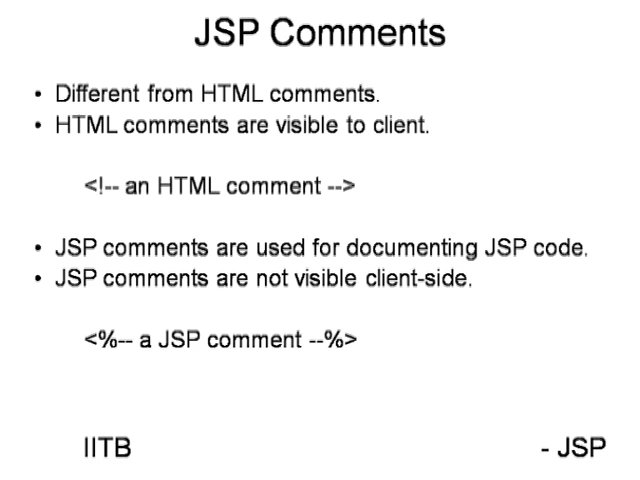 JSP Comments
• Different from HTML comments.
• HTML comments are visible to client.
<!-- an HTML comment -->
• JSP comments are used for documenting JSP code.
• JSP comments are not visible client-side.
<%-- a JSP comment --%>
IITB - JSP